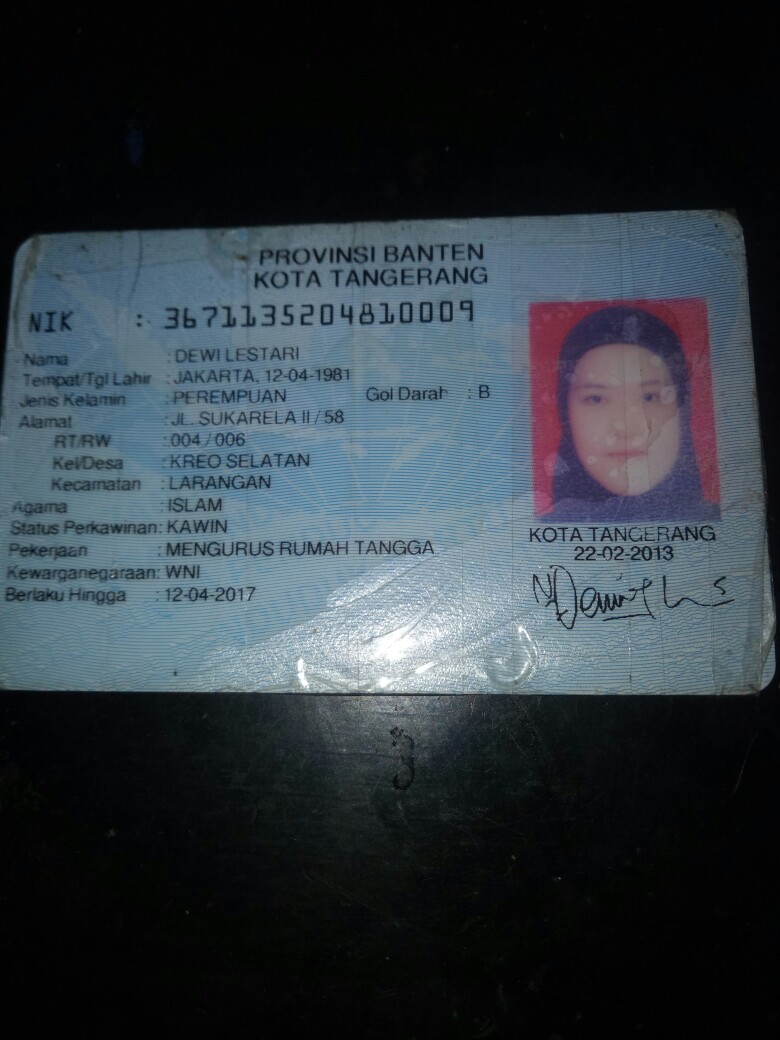 PROVINSI BANTEN
KOTA TANGERANG
NIK : 3671135204810009
Nama : DEWI LESTARI
Tempat/Tgl Lahir : JAKARTA, 12-04-1981
Jenis Kelamin : PEREMPUAN Gol Darah : B
Alamat : JL. SUKARELA II / 58
RT/RW : 004 / 006
Kel/Desa : KREO SELATAN
Kecamatan : LARANGAN
Agama : ISLAM
Status Perkawinan: KAWIN
Pekerjaan : MENGURUS RUMAH TANGGA
Kewarganegaraan: WNI
Berlaku Hingga : 12-04-2017
KOTA TANGERANG
22-02-2013